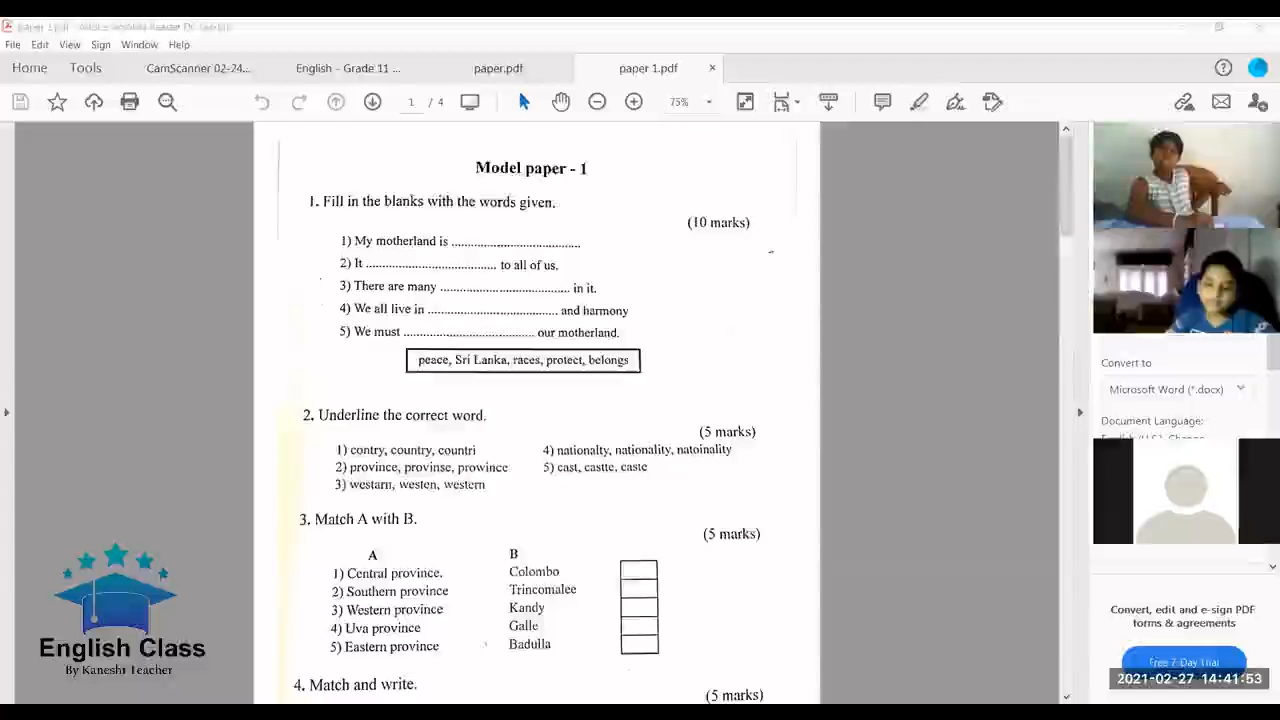 File Edit View Sign Window Help
Home Tools CamScanner 02-24... English - Grade 11 ... paper.pdf paper 1.pdf ×
1 / 4 75%
Model paper - 1
1. Fill in the blanks with the words given.
(10 marks)
1) My motherland is ....................................
2) It .................................... to all of us.
3) There are many .................................... in it.
4) We all live in .................................... and harmony
5) We must .................................... our motherland.
peace, Sri Lanka, races, protect, belongs
2. Underline the correct word.
(5 marks)
1) contry, country, countri 4) nationalty, nationality, natoinality
2) province, provinse, prowince 5) cast, castte, caste
3) westarn, westen, western
3. Match A with B.
(5 marks)
A B
1) Central province. Colombo
2) Southern province Trincomalee
3) Western province Kandy
4) Uva province Galle
5) Eastern province Badulla
4. Match and write.
(5 marks)
English Class
By Kaneshi Teacher
Convert to
Microsoft Word (*.docx)
Document Language:
Convert, edit and e-sign PDF
forms & agreements
Free 7-Day Trial
2021-02-27 14:41:53